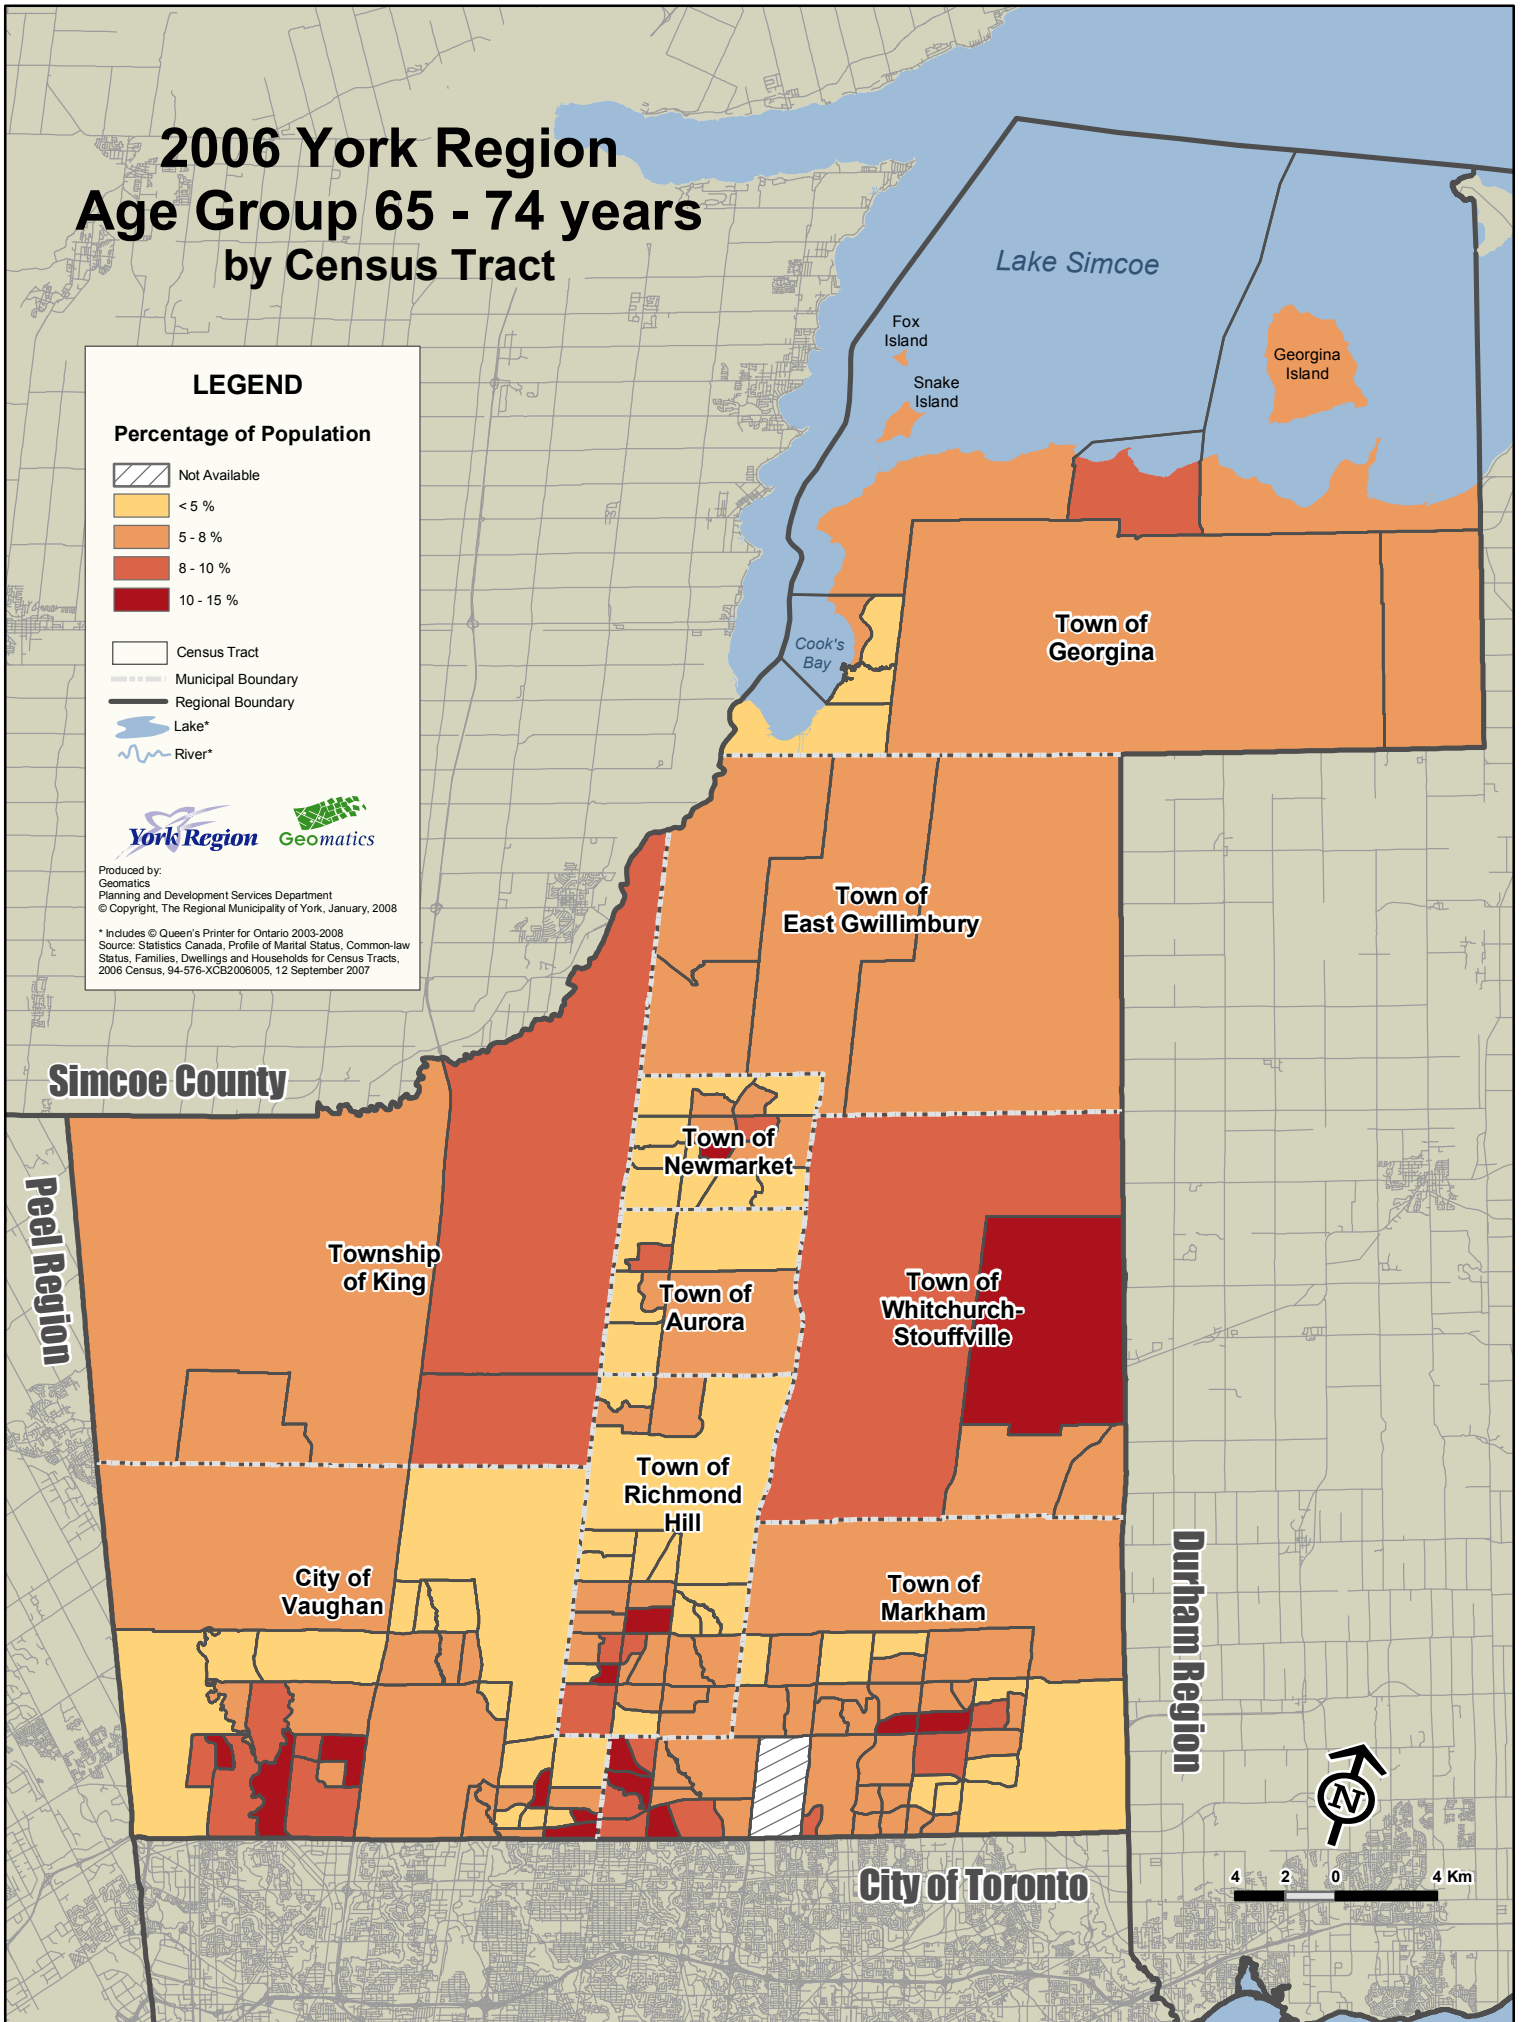 2006 York Region
Age Group 65 - 74 years
by Census Tract
LEGEND
Percentage of Population
Not Available
< 5 %
5 - 8 %
8 - 10 %
10 - 15 %
Census Tract
Municipal Boundary
Regional Boundary
Lake*
River*
York Region
Geomatics
Produced by:
Geomatics
Planning and Development Services Department
© Copyright, The Regional Municipality of York, January, 2008
* Includes © Queen's Printer for Ontario 2003-2008
Source: Statistics Canada, Profile of Marital Status, Common-law
Status, Families, Dwellings and Households for Census Tracts,
2006 Census, 94-576-XCB2006005, 12 September 2007
Lake Simcoe
Fox
Island
Snake
Island
Georgina
Island
Cook's
Bay
Town of
Georgina
Town of
East Gwillimbury
Simcoe County
Peel Region
Town of
Newmarket
Township
of King
Town of
Aurora
Town of
Whitchurch-
Stouffville
Town of
Richmond
Hill
City of
Vaughan
Town of
Markham
Durham Region
City of Toronto
N
4 2 0 4 Km